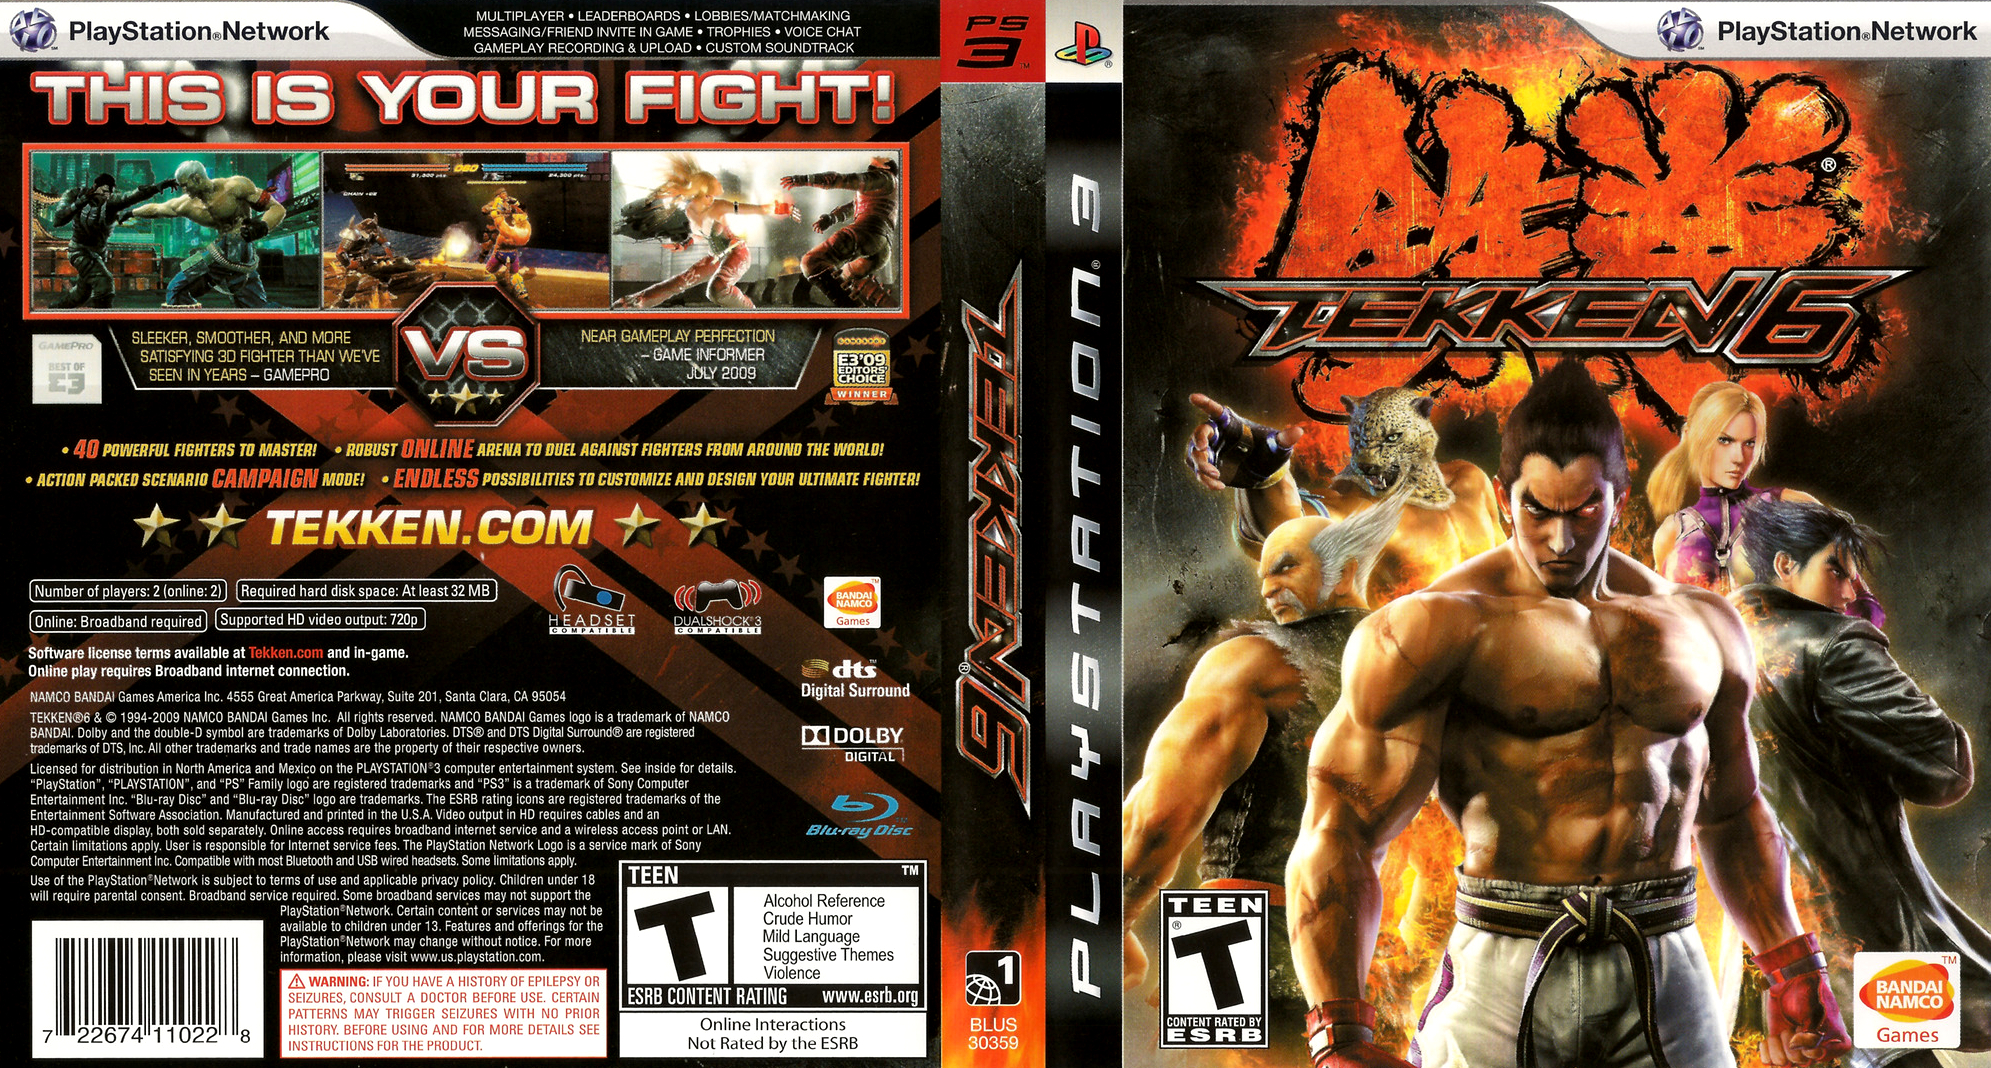 PlayStation®Network
MULTIPLAYER • LEADERBOARDS • LOBBIES/MATCHMAKING
MESSAGING/FRIEND INVITE IN GAME • TROPHIES • VOICE CHAT
GAMEPLAY RECORDING & UPLOAD • CUSTOM SOUNDTRACK
THIS IS YOUR FIGHT!
GAMEPRO
BEST OF
E3
SLEEKER, SMOOTHER, AND MORE
SATISFYING 3D FIGHTER THAN WE'VE
SEEN IN YEARS – GAMEPRO
VS
NEAR GAMEPLAY PERFECTION
– GAME INFORMER
JULY 2009
E3'09
EDITORS'
CHOICE
WINNER
• 40 POWERFUL FIGHTERS TO MASTER! • ROBUST ONLINE ARENA TO DUEL AGAINST FIGHTERS FROM AROUND THE WORLD!
• ACTION PACKED SCENARIO CAMPAIGN MODE! • ENDLESS POSSIBILITIES TO CUSTOMIZE AND DESIGN YOUR ULTIMATE FIGHTER!
TEKKEN.COM
Number of players: 2 (online: 2)
Required hard disk space: At least 32 MB
Online: Broadband required
Supported HD video output: 720p
HEADSET
COMPATIBLE
DUALSHOCK®3
COMPATIBLE
BANDAI
NAMCO
Games
TM
Software license terms available at Tekken.com and in-game.
Online play requires Broadband internet connection.
dts™
Digital Surround
NAMCO BANDAI Games America Inc. 4555 Great America Parkway, Suite 201, Santa Clara, CA 95054
TEKKEN®6 & © 1994-2009 NAMCO BANDAI Games Inc. All rights reserved. NAMCO BANDAI Games logo is a trademark of NAMCO
BANDAI. Dolby and the double-D symbol are trademarks of Dolby Laboratories. DTS® and DTS Digital Surround® are registered
trademarks of DTS, Inc. All other trademarks and trade names are the property of their respective owners.
DOLBY
DIGITAL
Licensed for distribution in North America and Mexico on the PLAYSTATION®3 computer entertainment system. See inside for details.
"PlayStation", "PLAYSTATION", and "PS" Family logo are registered trademarks and "PS3" is a trademark of Sony Computer
Entertainment Inc. "Blu-ray Disc" and "Blu-ray Disc" logo are trademarks. The ESRB rating icons are registered trademarks of the
Entertainment Software Association. Manufactured and printed in the U.S.A. Video output in HD requires cables and an
HD-compatible display, both sold separately. Online access requires broadband internet service and a wireless access point or LAN.
Certain limitations apply. User is responsible for Internet service fees. The PlayStation Network Logo is a service mark of Sony
Computer Entertainment Inc. Compatible with most Bluetooth and USB wired headsets. Some limitations apply.
Blu-ray Disc
Use of the PlayStation®Network is subject to terms of use and applicable privacy policy. Children under 18
will require parental consent. Broadband service required. Some broadband services may not support the
PlayStation®Network. Certain content or services may not be
available to children under 13. Features and offerings for the
PlayStation®Network may change without notice. For more
information, please visit www.us.playstation.com.
7 22674 11022 8
WARNING: IF YOU HAVE A HISTORY OF EPILEPSY OR
SEIZURES, CONSULT A DOCTOR BEFORE USE. CERTAIN
PATTERNS MAY TRIGGER SEIZURES WITH NO PRIOR
HISTORY. BEFORE USING AND FOR MORE DETAILS SEE
INSTRUCTIONS FOR THE PRODUCT.
TEEN ™
T
Alcohol Reference
Crude Humor
Mild Language
Suggestive Themes
Violence
ESRB CONTENT RATING www.esrb.org
Online Interactions
Not Rated by the ESRB
PS3™
TEKKEN 6®
1
BLUS
30359
PLAYSTATION®3
PlayStation®Network
鉄拳®
TEKKEN 6
TEEN
T®
CONTENT RATED BY
ESRB
TM
BANDAI
NAMCO
Games